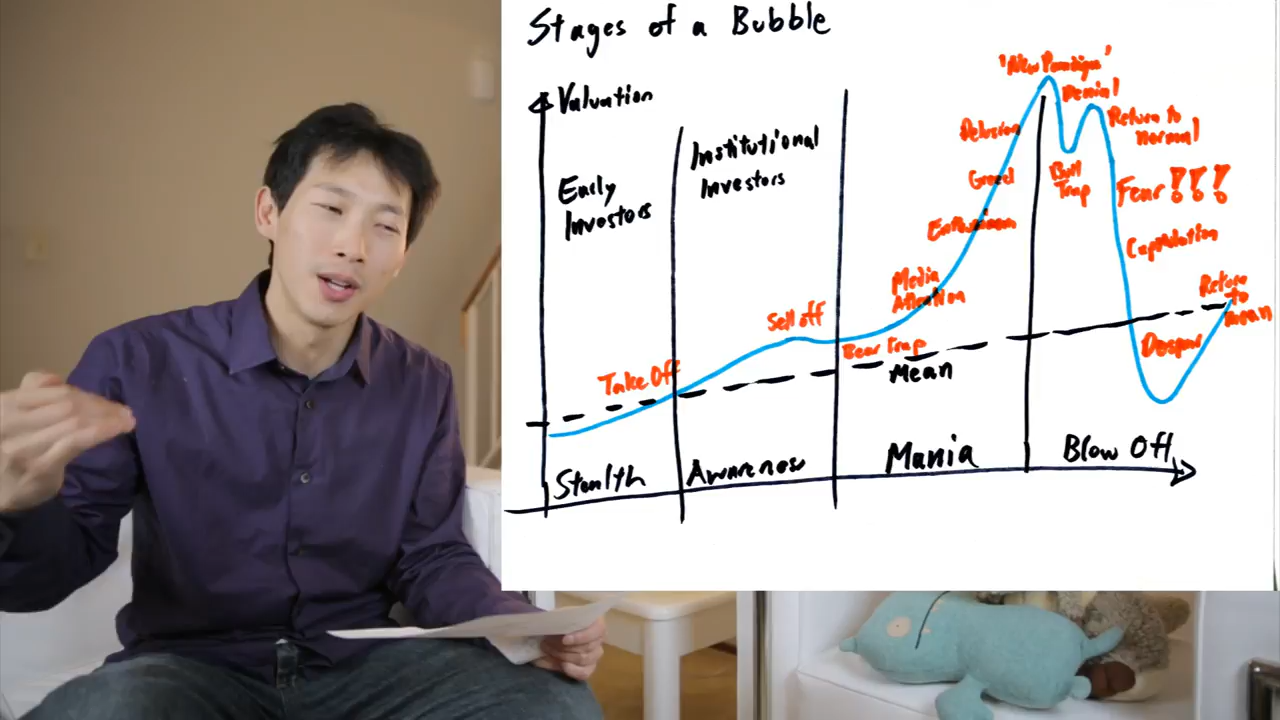 Stages of a Bubble
Valuation
Early
Investors
Institutional
Investors
'New Paradigm'
Denial
Return to
normal
Delusion
Greed
Bull
Trap
Fear!!!
Enthusiasm
Capitulation
Media
Attention
Return
to
mean
Sell off
Bear Trap
Mean
Despair
Take Off
Stealth
Awareness
Mania
Blow Off